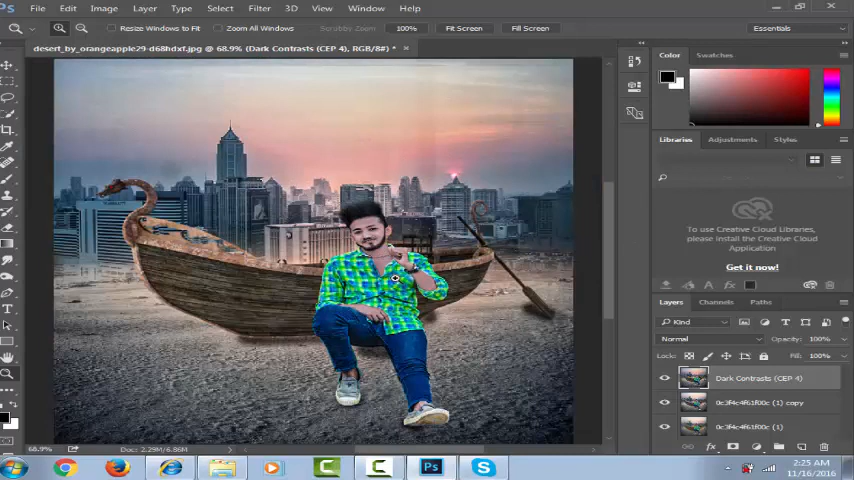 Ps File Edit Image Layer Type Select Filter 3D View Window Help
Resize Windows to Fit Zoom All Windows Scrubby Zoom 100% Fit Screen Fill Screen Essentials
desert_by_orangeapple29-d68hdxf.jpg @ 68.9% (Dark Contrasts (CEP 4), RGB/8#) * ×
Color Swatches
Libraries Adjustments Styles
To use Creative Cloud Libraries,
please install the Creative Cloud
Application
Get it now!
Layers Channels Paths
Kind
Normal Opacity: 100%
Lock: Fill: 100%
Dark Contrasts (CEP 4)
0c3f4c4f61f00c (1) copy
0c3f4c4f61f00c (1)
68.9% Doc: 2.29M/6.86M
2:25 AM
11/16/2016